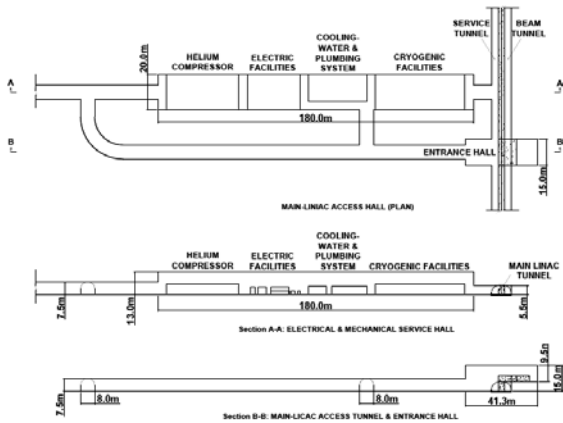 SERVICE TUNNEL
BEAM TUNNEL
HELIUM COMPRESSOR
ELECTRIC FACILITIES
COOLING-WATER & PLUMBING SYSTEM
CRYOGENIC FACILITIES
20.0m
A
A
180.0m
B
B
ENTRANCE HALL
15.0m
MAIN-LINIAC ACCESS HALL (PLAN)
HELIUM COMPRESSOR
ELECTRIC FACILITIES
COOLING-WATER & PLUMBING SYSTEM
CRYOGENIC FACILITIES
MAIN LINAC TUNNEL
7.5m
13.0m
180.0m
5.5m
Section A-A: ELECTRICAL & MECHANICAL SERVICE HALL
7.5m
8.0m
8.0m
9.5m
15.0m
41.3m
Section B-B: MAIN-LICAC ACCESS TUNNEL & ENTRANCE HALL